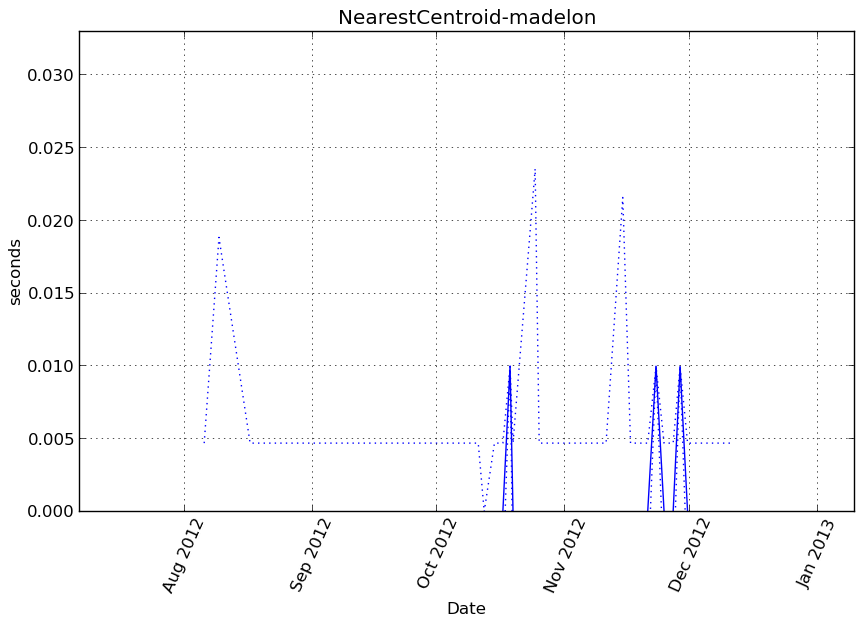 NearestCentroid-madelon
0.030
0.025
0.020
0.015
0.010
0.005
0.000
seconds
Aug 2012
Sep 2012
Oct 2012
Nov 2012
Dec 2012
Jan 2013
Date